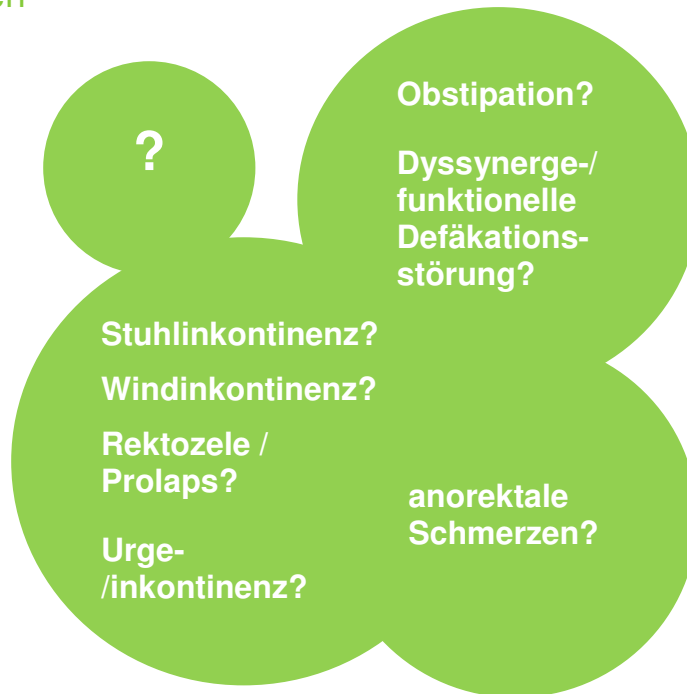 ?
Obstipation?
Dyssynerge-/
funktionelle
Defäkations-
störung?
Stuhlinkontinenz?
Windinkontinenz?
Rektozele /
Prolaps?
Urge-
/inkontinenz?
anorektale
Schmerzen?